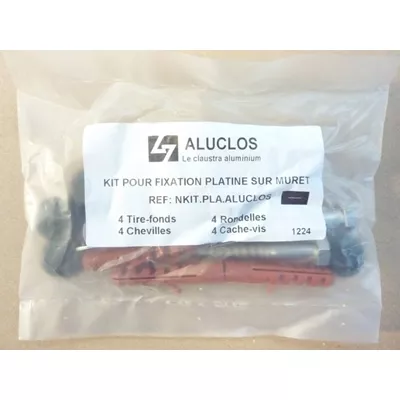 ALUCLOS
Le claustra aluminium
KIT POUR FIXATION PLATINE SUR MURET
REF: NKIT.PLA.ALUCLOS
4 Tire-fonds 4 Rondelles
4 Chevilles 4 Cache-vis 1224